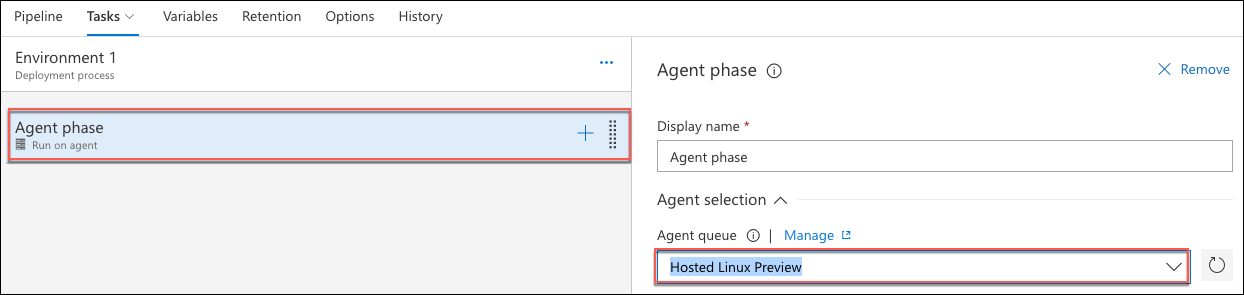 Pipeline Tasks Variables Retention Options History
Environment 1
Deployment process
Agent phase
Run on agent
Agent phase
Remove
Display name *
Agent phase
Agent selection
Agent queue | Manage
Hosted Linux Preview